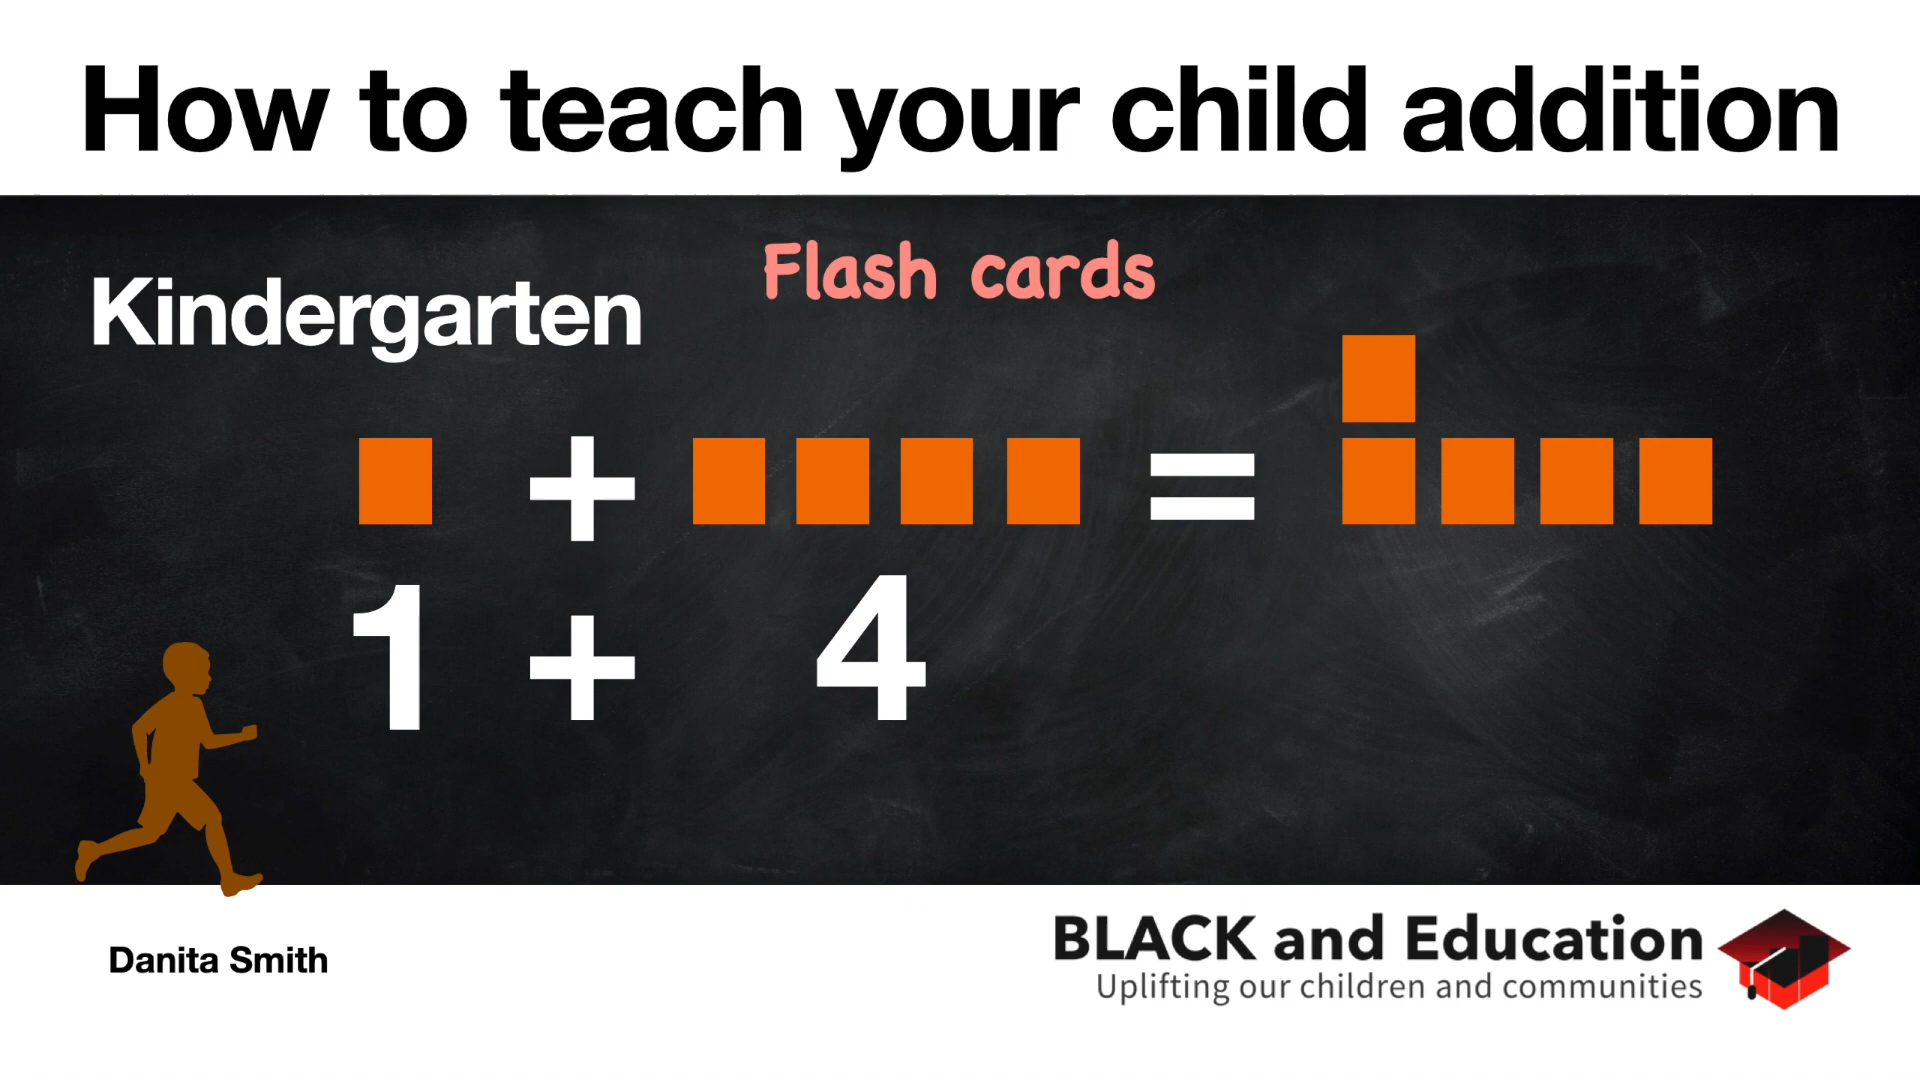 How to teach your child addition
Flash cards
Kindergarten
+ =
1 + 4
Danita Smith
BLACK and Education
Uplifting our children and communities